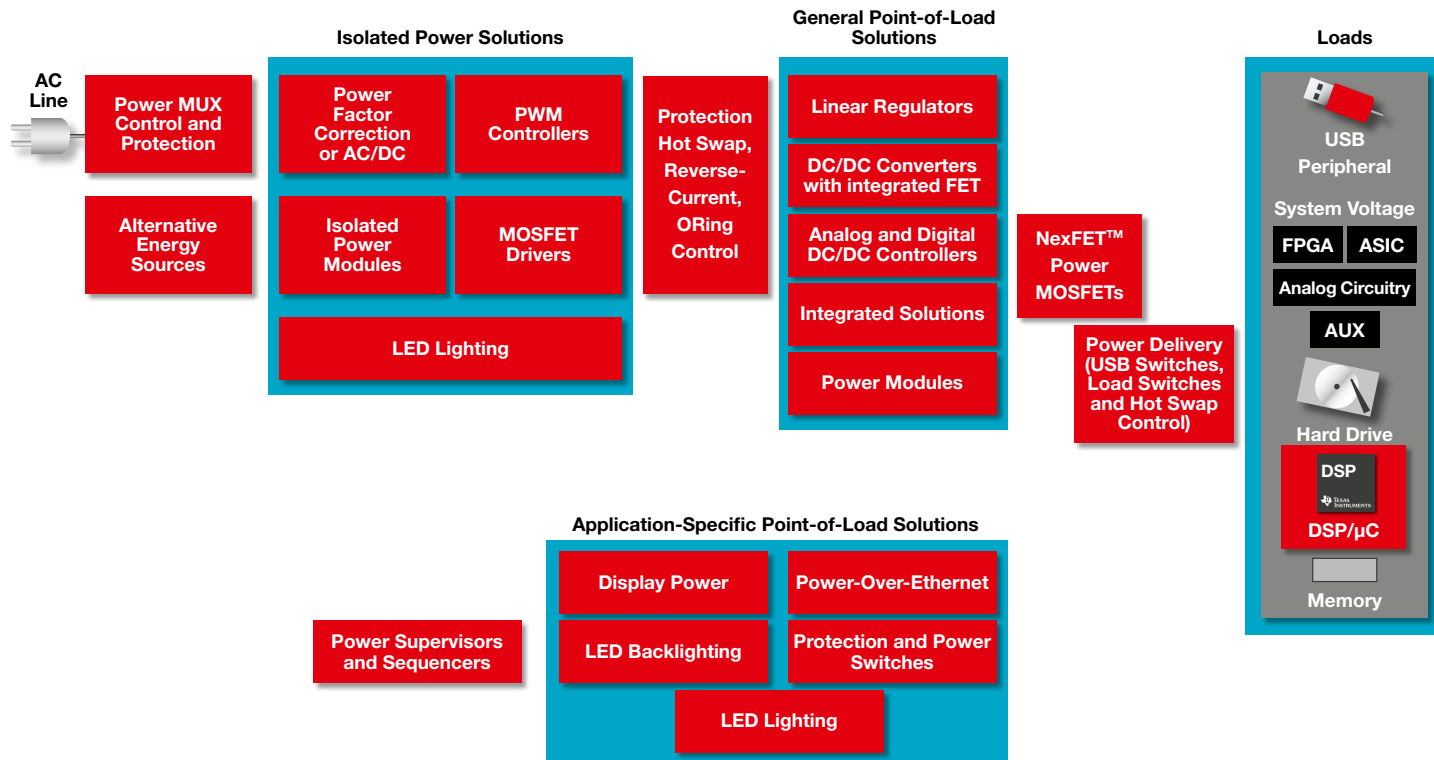 AC
Line
Power MUX
Control and
Protection
Alternative
Energy
Sources
Isolated Power Solutions
Power
Factor
Correction
or AC/DC
PWM
Controllers
Isolated
Power
Modules
MOSFET
Drivers
LED Lighting
Protection
Hot Swap,
Reverse-
Current,
ORing
Control
General Point-of-Load
Solutions
Linear Regulators
DC/DC Converters
with integrated FET
Analog and Digital
DC/DC Controllers
Integrated Solutions
Power Modules
NexFET™
Power
MOSFETs
Power Delivery
(USB Switches,
Load Switches
and Hot Swap
Control)
Loads
USB
Peripheral
System Voltage
FPGA
ASIC
Analog Circuitry
AUX
Hard Drive
DSP
TEXAS
INSTRUMENTS
DSP/µC
Memory
Power Supervisors
and Sequencers
Application-Specific Point-of-Load Solutions
Display Power
Power-Over-Ethernet
LED Backlighting
Protection and Power
Switches
LED Lighting